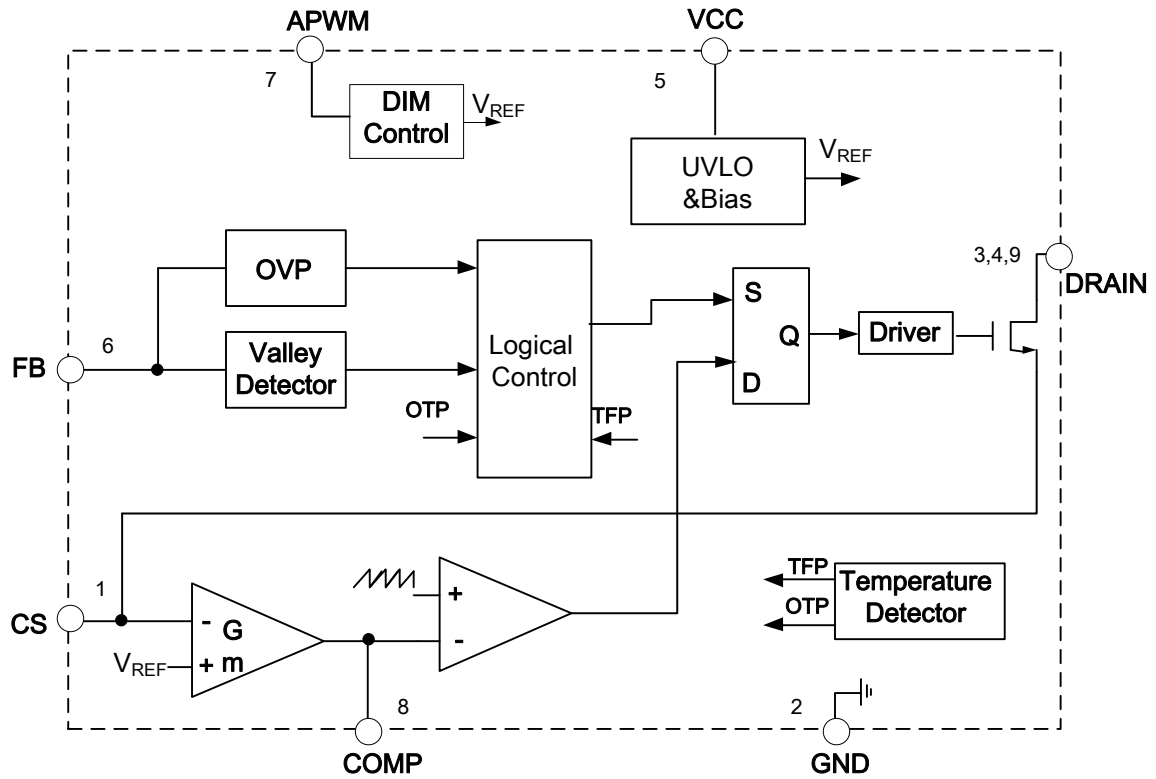 APWM
VCC
7
5
DIM
Control
VREF
UVLO
&Bias
VREF
3,4,9
DRAIN
OVP
Logical
Control
S
Q
D
Driver
6
FB
Valley
Detector
OTP
TFP
1
CS
- G
+ m
VREF
+
-
TFP
OTP
Temperature
Detector
8
COMP
2
GND